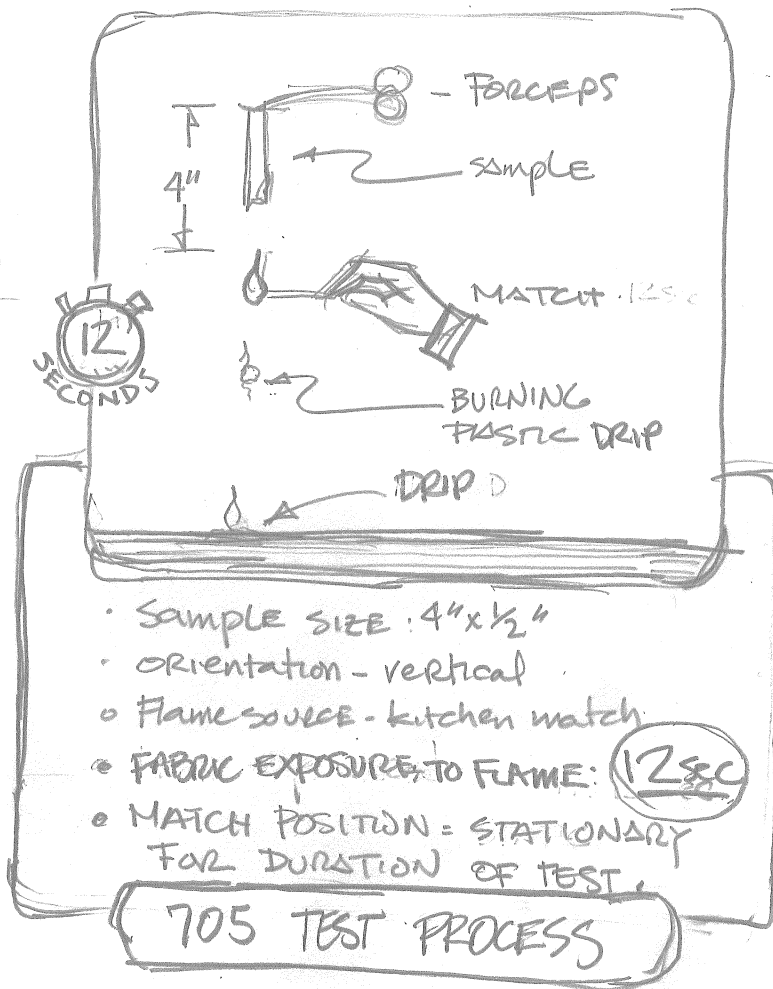 - FORCEPS
4"
SAMPLE
MATCH . 12sec
12
SECONDS
BURNING
PLASTIC DRIP
DRIP D
• SAMPLE SIZE : 4" x 1/2"
• ORIENTATION - VERTICAL
o Flame SOURCE - kitchen match
• FABRIC EXPOSURE TO FLAME: 12 sec
• MATCH POSITION = STATIONARY
FOR DURATION OF TEST.
705 TEST PROCESS